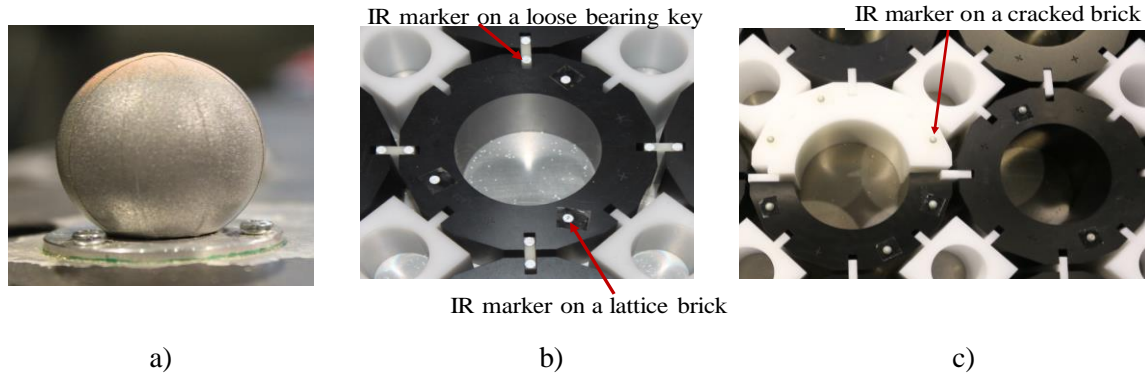 IR marker on a loose bearing key
IR marker on a cracked brick
IR marker on a lattice brick
a)
b)
c)